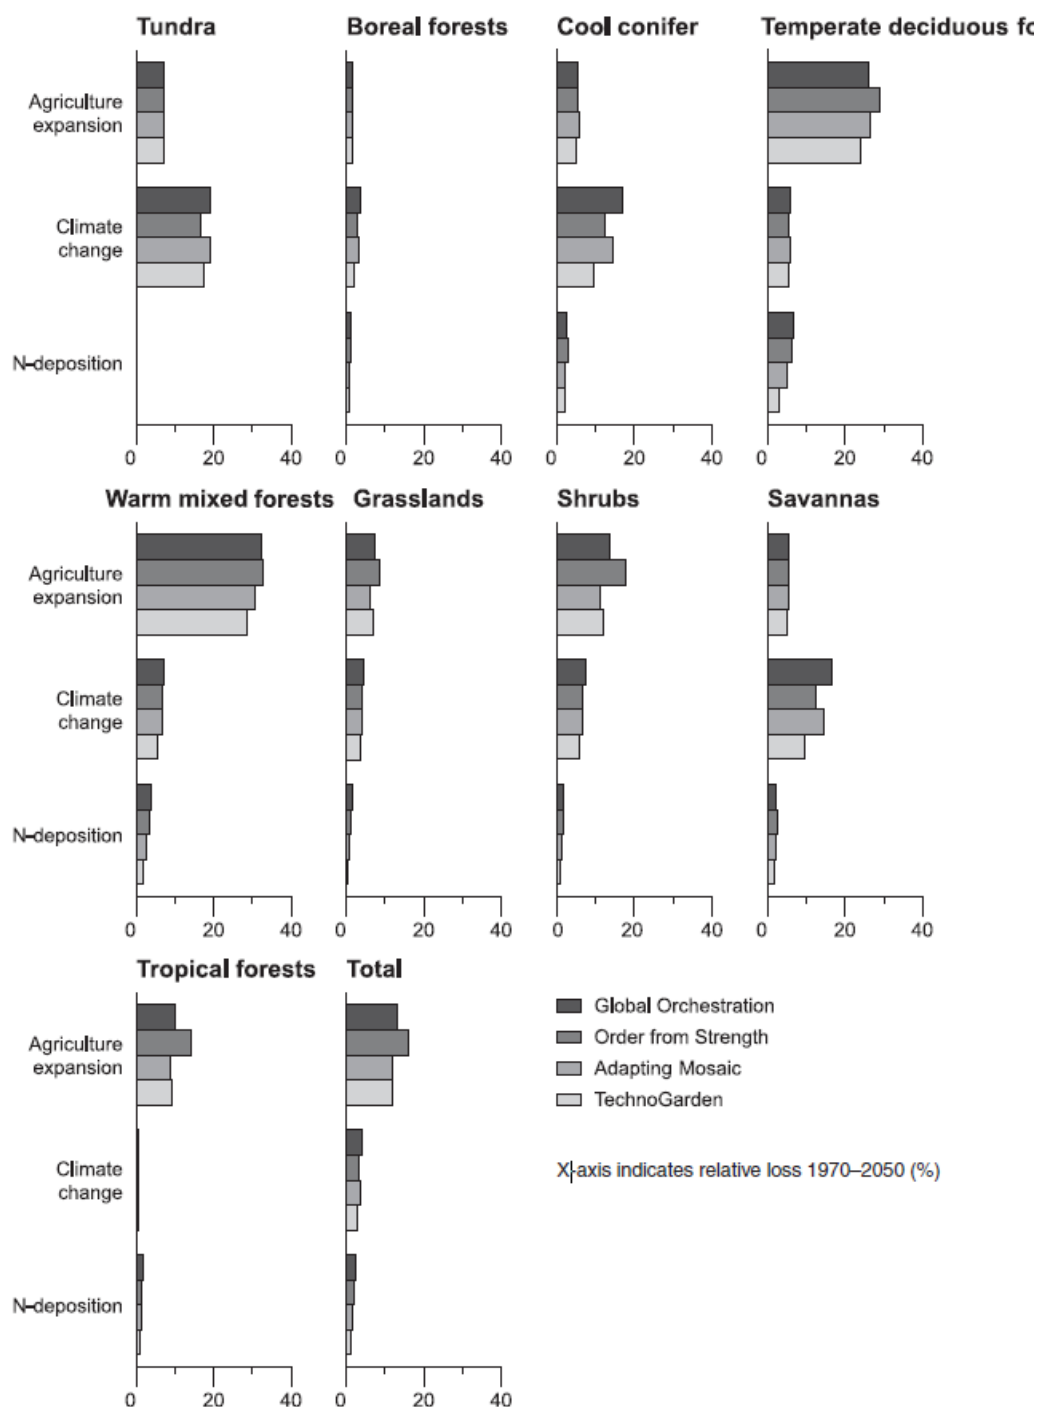 Tundra
Boreal forests
Cool conifer
Temperate deciduous fo
Agriculture
expansion
Climate
change
N-deposition
0 20 40
0 20 40
0 20 40
0 20 40
Warm mixed forests
Grasslands
Shrubs
Savannas
Agriculture
expansion
Climate
change
N-deposition
0 20 40
0 20 40
0 20 40
0 20 40
Tropical forests
Total
Agriculture
expansion
Climate
change
N-deposition
0 20 40
0 20 40
Global Orchestration
Order from Strength
Adapting Mosaic
TechnoGarden
X-axis indicates relative loss 1970–2050 (%)